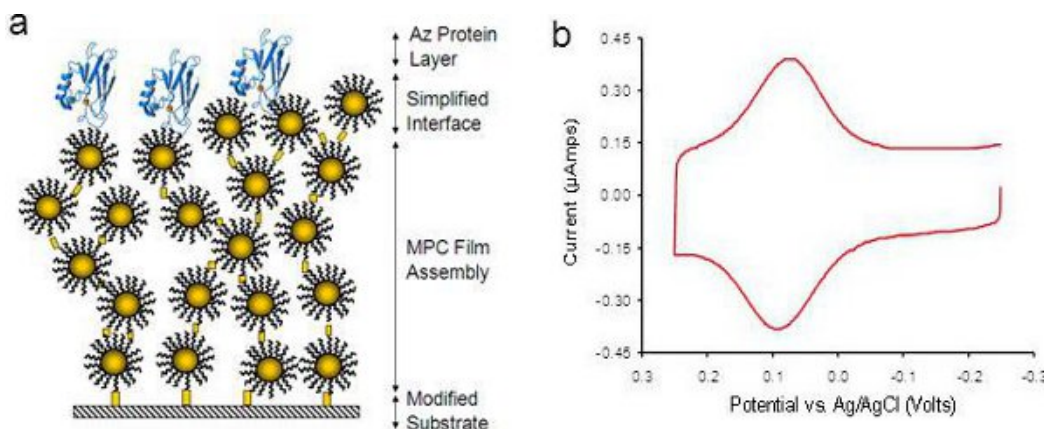 a
Az Protein
Layer
Simplified
Interface
MPC Film
Assembly
Modified
Substrate
b
Current (µAmps)
0.45
0.30
0.15
0.00
-0.15
-0.30
-0.45
0.3
0.2
0.1
0.0
-0.1
-0.2
-0.3
Potential vs. Ag/AgCl (Volts)